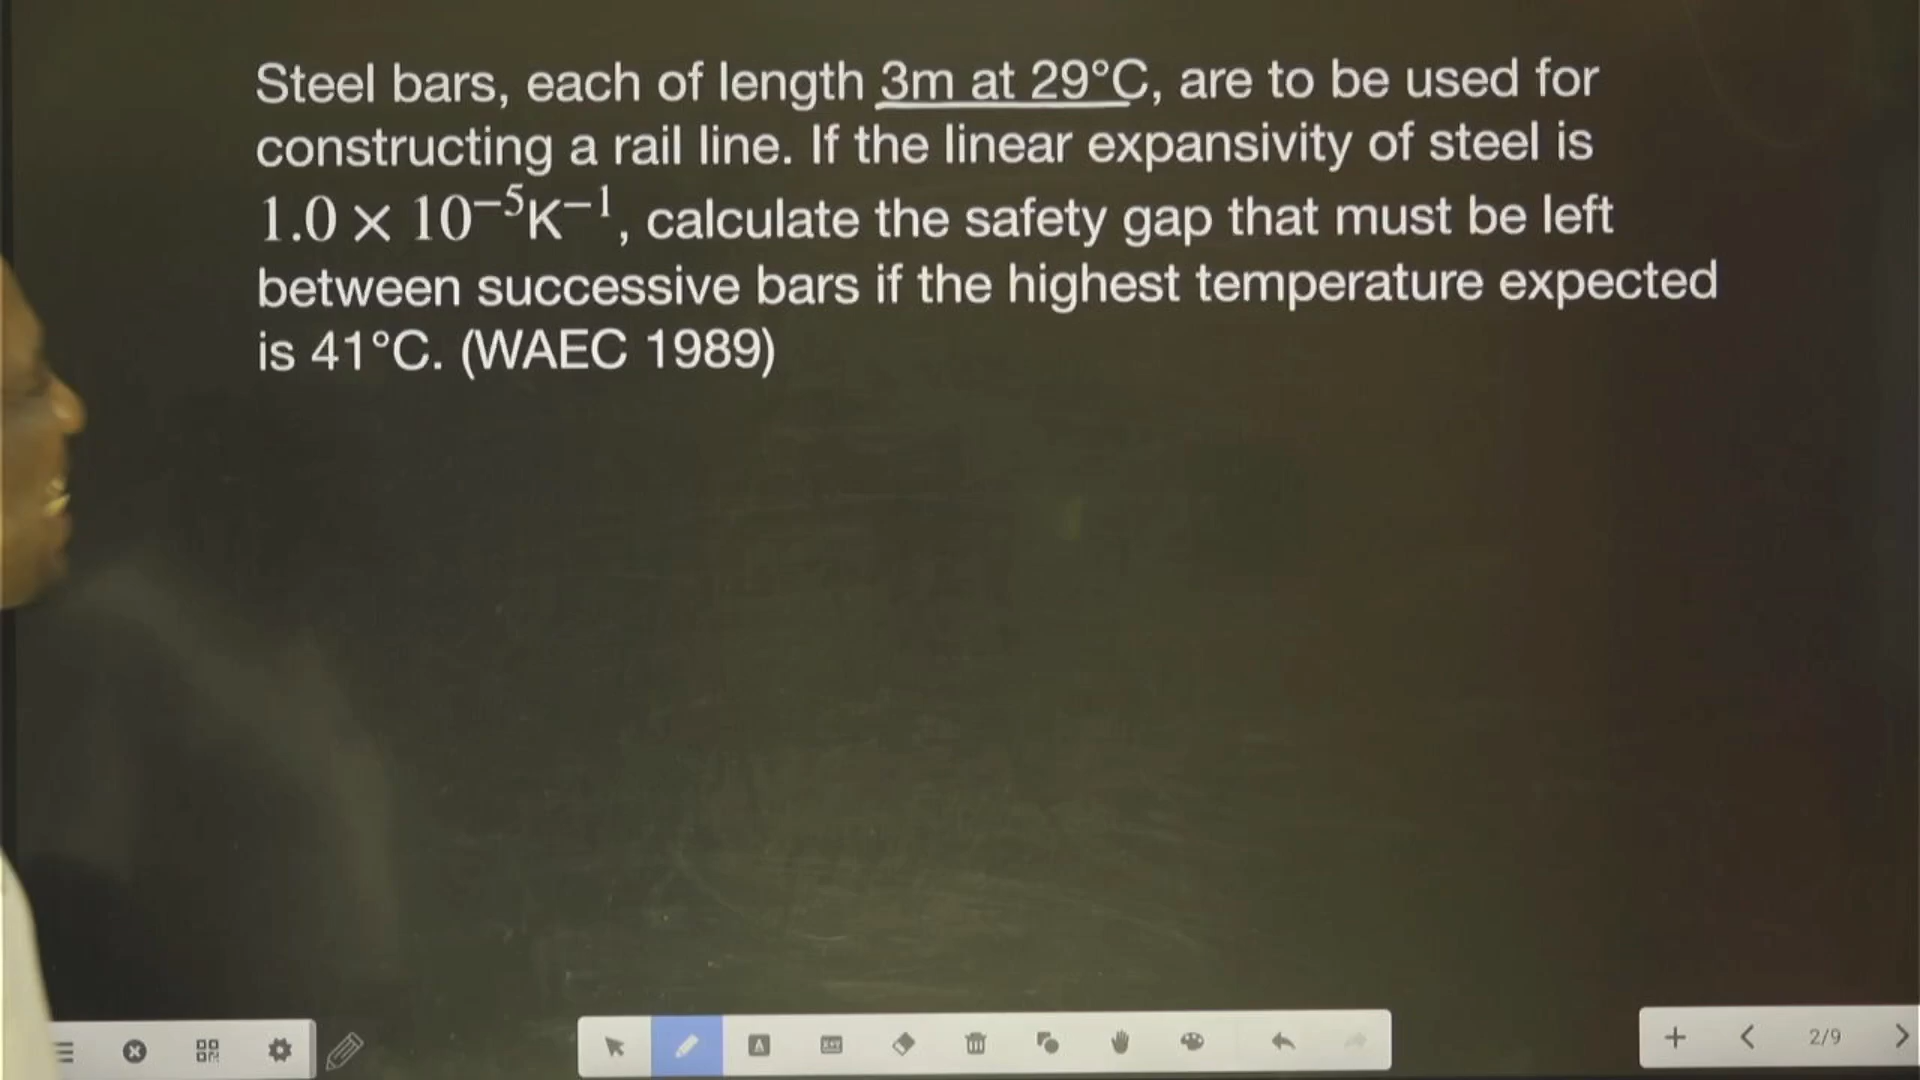 Steel bars, each of length 3m at 29°C, are to be used for
constructing a rail line. If the linear expansivity of steel is
1.0 × 10⁻⁵K⁻¹, calculate the safety gap that must be left
between successive bars if the highest temperature expected
is 41°C. (WAEC 1989)
A
2/9